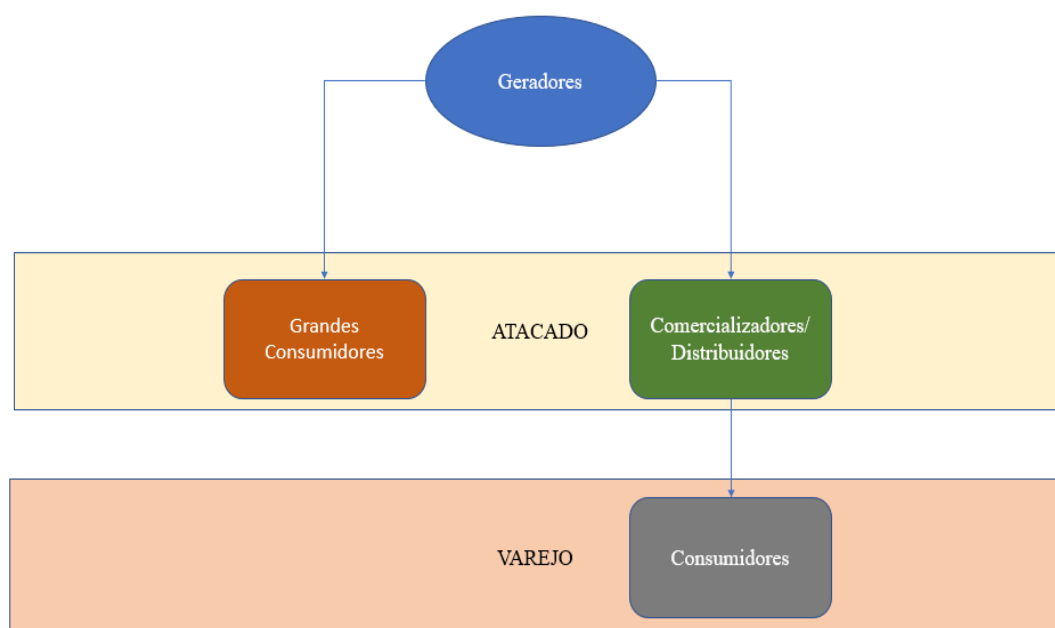 Geradores
Grandes
Consumidores
ATACADO
Comercializadores/
Distribuidores
VAREJO
Consumidores